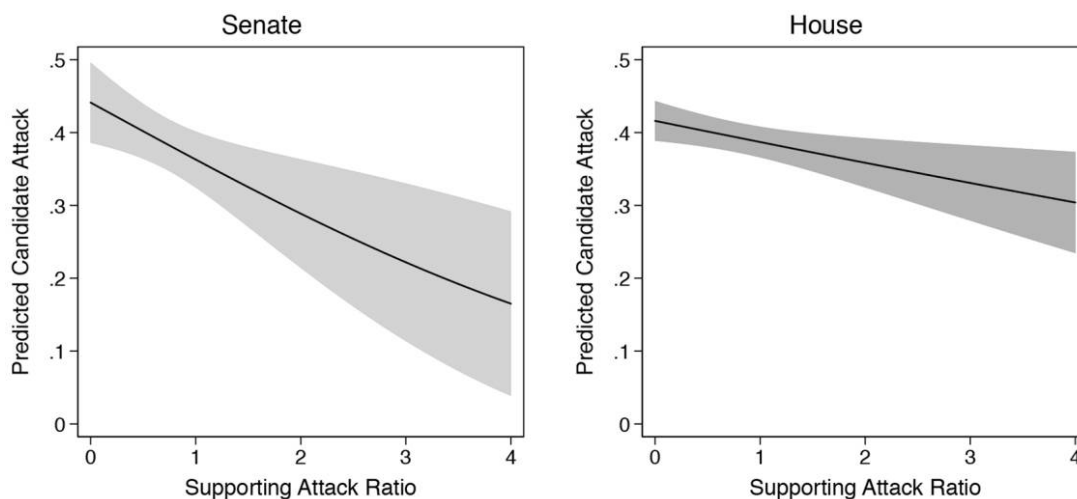 Senate
Predicted Candidate Attack
.5
.4
.3
.2
.1
0
0 1 2 3 4
Supporting Attack Ratio
House
Predicted Candidate Attack
.5
.4
.3
.2
.1
0
0 1 2 3 4
Supporting Attack Ratio